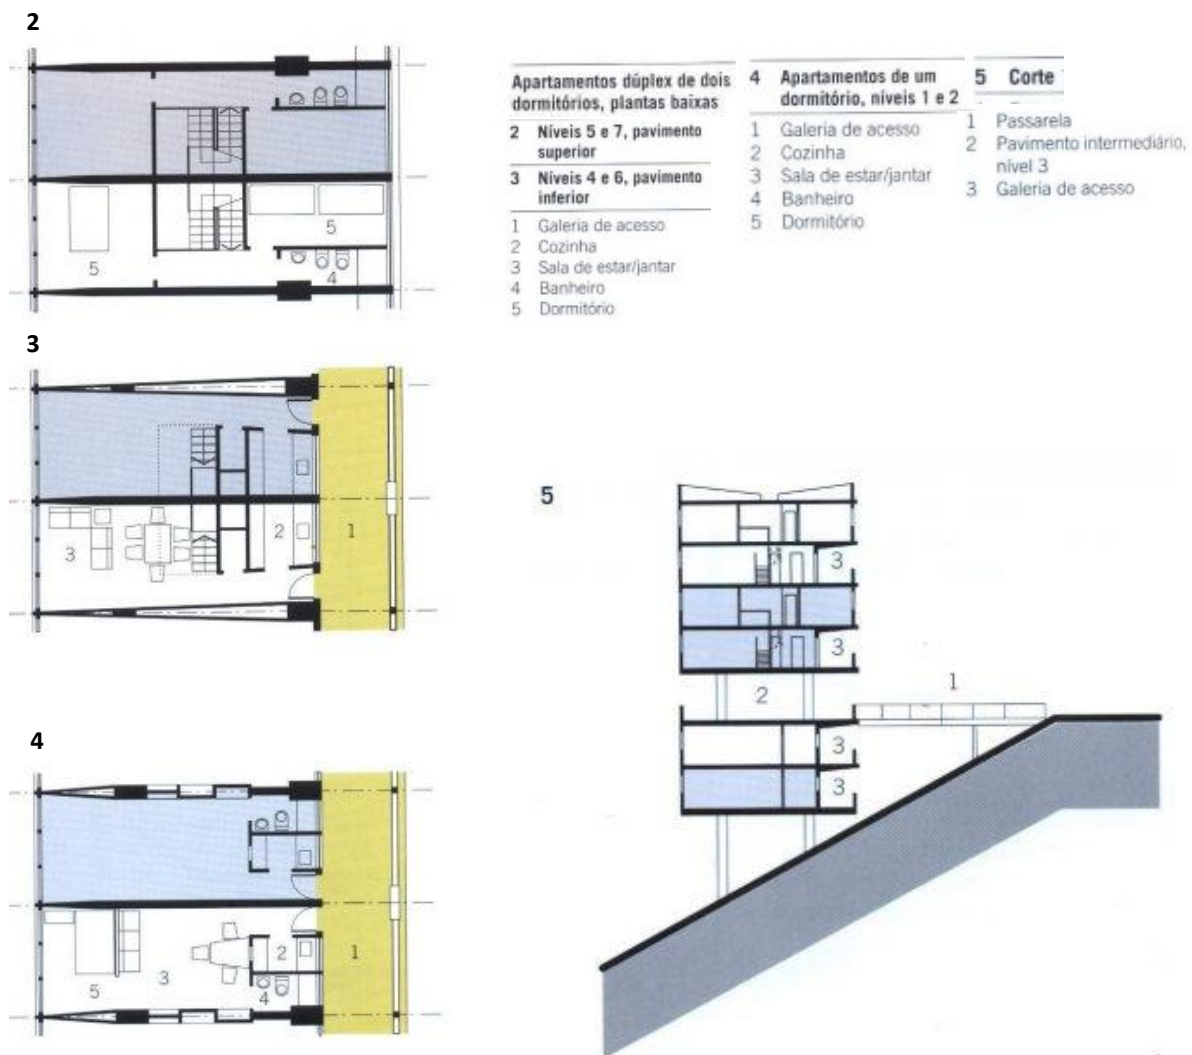 2
5
5
4
Apartamentos dúplex de dois
dormitórios, plantas baixas
2 Níveis 5 e 7, pavimento
superior
3 Níveis 4 e 6, pavimento
inferior
1 Galeria de acesso
2 Cozinha
3 Sala de estar/jantar
4 Banheiro
5 Dormitório
4 Apartamentos de um
dormitório, níveis 1 e 2
1 Galeria de acesso
2 Cozinha
3 Sala de estar/jantar
4 Banheiro
5 Dormitório
5 Corte
1 Passarela
2 Pavimento intermediário,
nível 3
3 Galeria de acesso
3
3
2
1
4
5
3
2
4
1
5
3
3
2
1
3
3